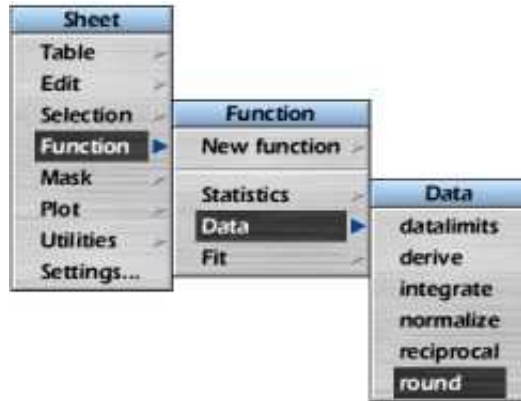 Sheet
Table
Edit
Selection
Function
Mask
Plot
Utilities
Settings...
Function
New function
Statistics
Data
Fit
Data
datalimits
derive
integrate
normalize
reciprocal
round